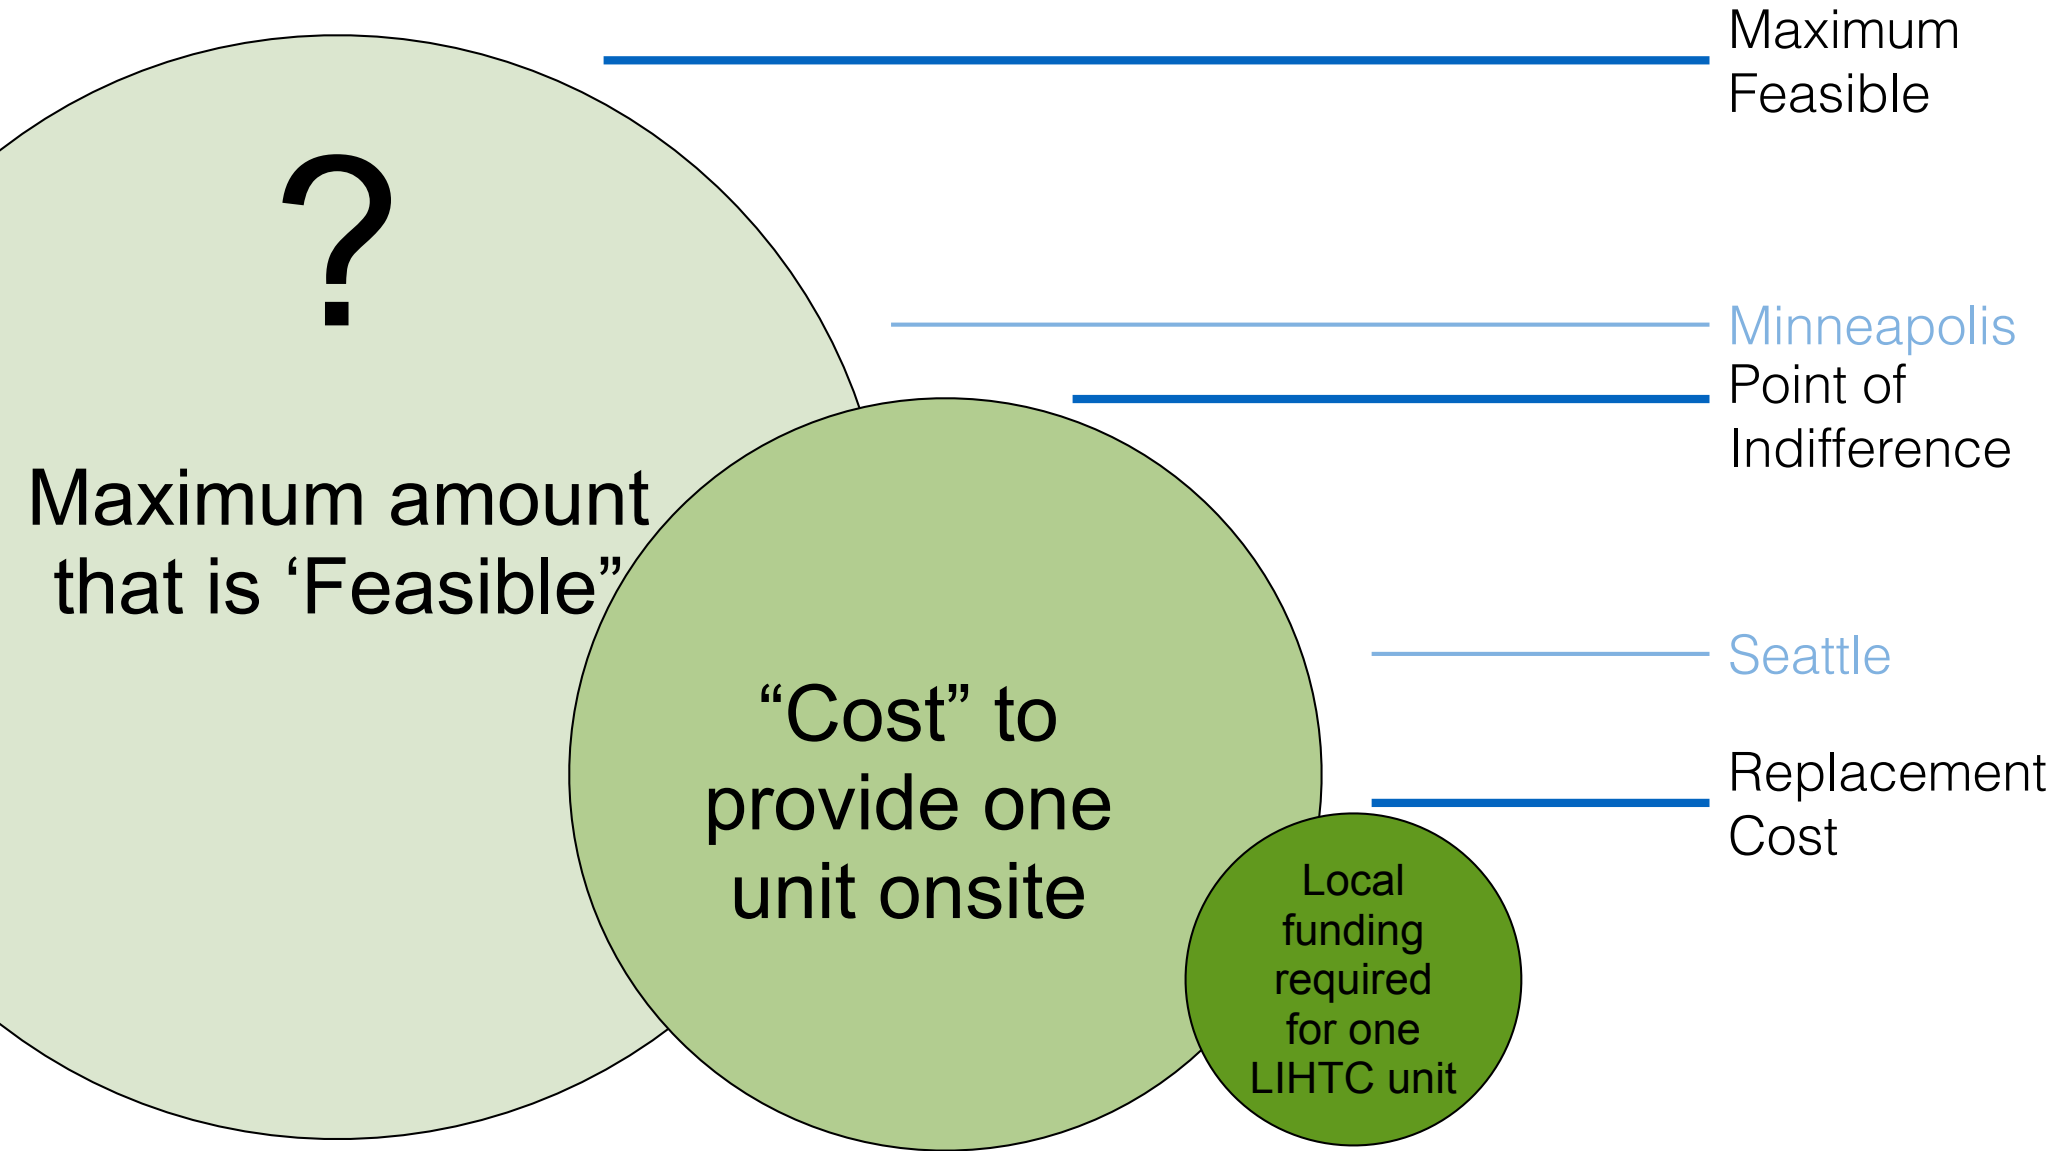 ?
Maximum amount
that is ‘Feasible”
“Cost” to
provide one
unit onsite
Local
funding
required
for one
LIHTC unit
Maximum
Feasible
Minneapolis
Point of
Indifference
Seattle
Replacement
Cost